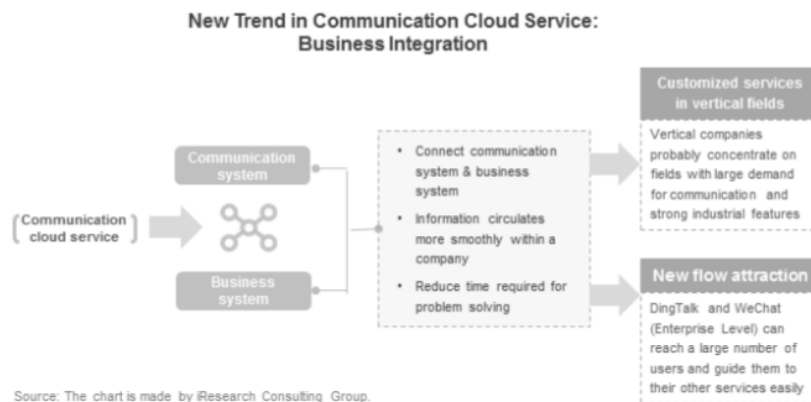 New Trend in Communication Cloud Service:
Business Integration
Communication
cloud service
Communication
system
Business
system
• Connect communication
system & business
system
• Information circulates
more smoothly within a
company
• Reduce time required for
problem solving
Customized services
in vertical fields
Vertical companies
probably concentrate on
fields with large demand
for communication and
strong industrial features
New flow attraction
DingTalk and WeChat
(Enterprise Level) can
reach a large number of
users and guide them to
their other services easily
Source: The chart is made by iResearch Consulting Group.